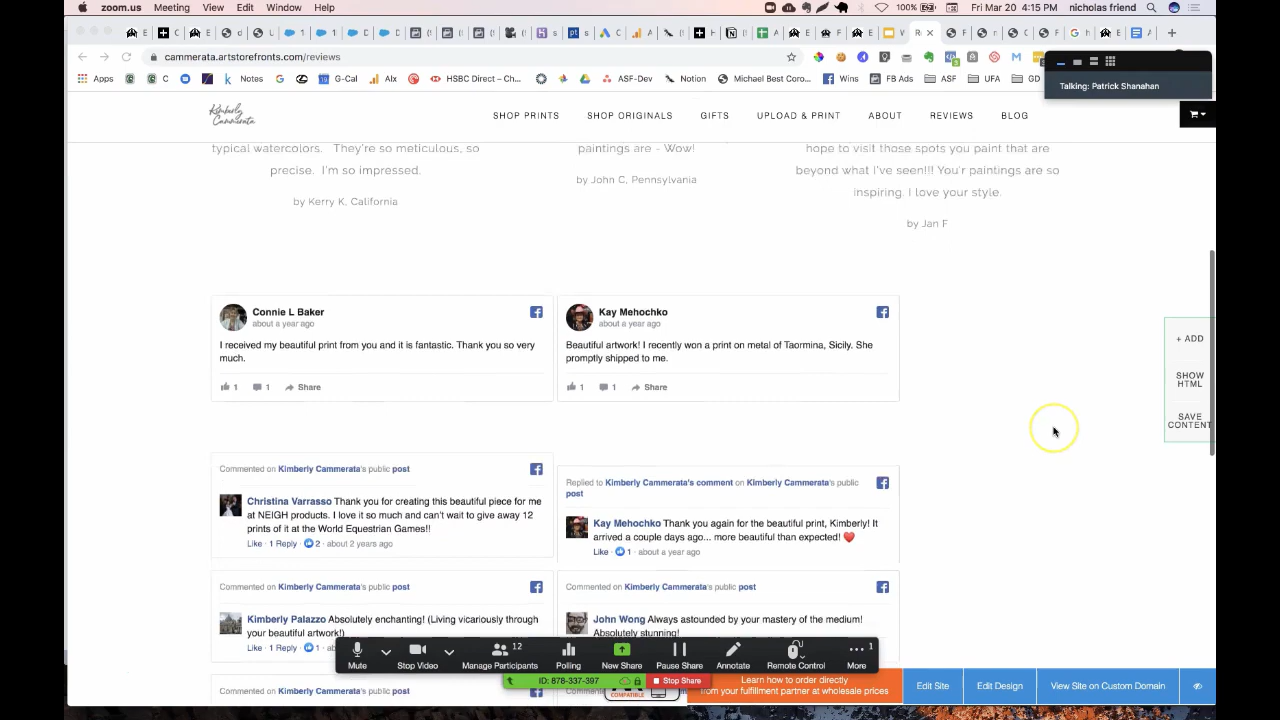 zoom.us Meeting View Edit Window Help
100% Fri Mar 20 4:15 PM nicholas friend
cammerata.artstorefronts.com/reviews
Apps G C Notes G-Cal Alx HSBC Direct – Ch... ASF-Dev Notion Michael Best Coro... Wins FB Ads ASF UFA GD
Talking: Patrick Shanahan
Kimberly Cammerata
SHOP PRINTS SHOP ORIGINALS GIFTS UPLOAD & PRINT ABOUT REVIEWS BLOG
typical watercolors. They're so meticulous, so
precise. I'm so impressed.
by Kerry K, California
paintings are - Wow!
by John C, Pennsylvania
hope to visit those spots you paint that are
beyond what I've seen!!! You'r paintings are so
inspiring. I love your style.
by Jan F
Connie L Baker
about a year ago
I received my beautiful print from you and it is fantastic. Thank you so very
much.
1 1 Share
Kay Mehochko
about a year ago
Beautiful artwork! I recently won a print on metal of Taormina, Sicily. She
promptly shipped to me.
1 1 Share
+ ADD
SHOW
HTML
SAVE
CONTENT
Commented on Kimberly Cammerata's public post
Christina Varrasso Thank you for creating this beautiful piece for me
at NEIGH products. I love it so much and can't wait to give away 12
prints of it at the World Equestrian Games!!
Like · 1 Reply · 2 · about 2 years ago
Replied to Kimberly Cammerata's comment on Kimberly Cammerata's public
post
Kay Mehochko Thank you again for the beautiful print, Kimberly! It
arrived a couple days ago... more beautiful than expected! ❤️
Like · 1 · about a year ago
Commented on Kimberly Cammerata's public post
Kimberly Palazzo Absolutely enchanting! (Living vicariously through
your beautiful artwork!)
Like · 1 Reply · 1
Commented on Kimberly Cammerata's public post
John Wong Always astounded by your mastery of the medium!
Absolutely stunning!
Mute Stop Video Manage Participants 12 Polling New Share Pause Share Annotate Remote Control More 1
ID: 878-337-397 Stop Share
Commented on Kimberly Cammerata's public post
COMPATIBLE
Learn how to order directly
from your fulfillment partner at wholesale prices
Edit Site Edit Design View Site on Custom Domain